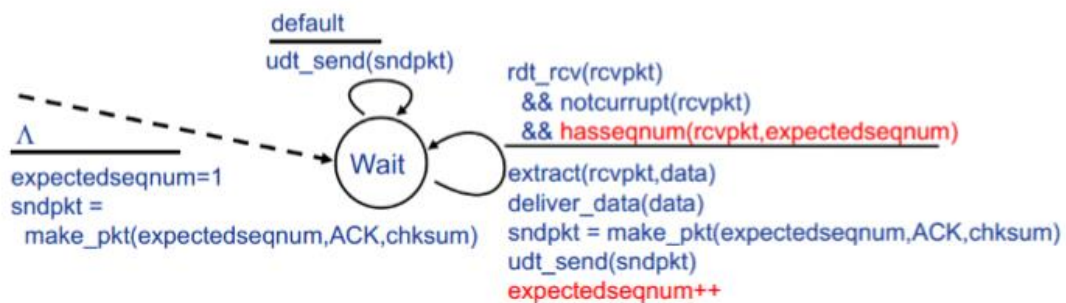 default
udt_send(sndpkt)
rdt_rcv(rcvpkt)
&& notcurrupt(rcvpkt)
&& hasseqnum(rcvpkt,expectedseqnum)
Λ
Wait
expectedseqnum=1
sndpkt =
make_pkt(expectedseqnum,ACK,chksum)
extract(rcvpkt,data)
deliver_data(data)
sndpkt = make_pkt(expectedseqnum,ACK,chksum)
udt_send(sndpkt)
expectedseqnum++